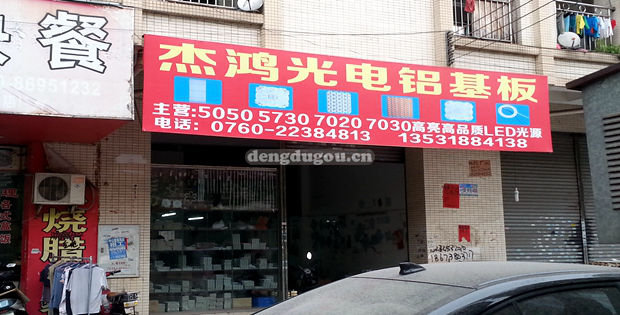 杰鸿光电铝基板
主营:5050 5730 7020 7030高亮高品质LED光源
电话: 0760-22384813 13531884138
dengdugou.cn
餐
86951232
烧腊